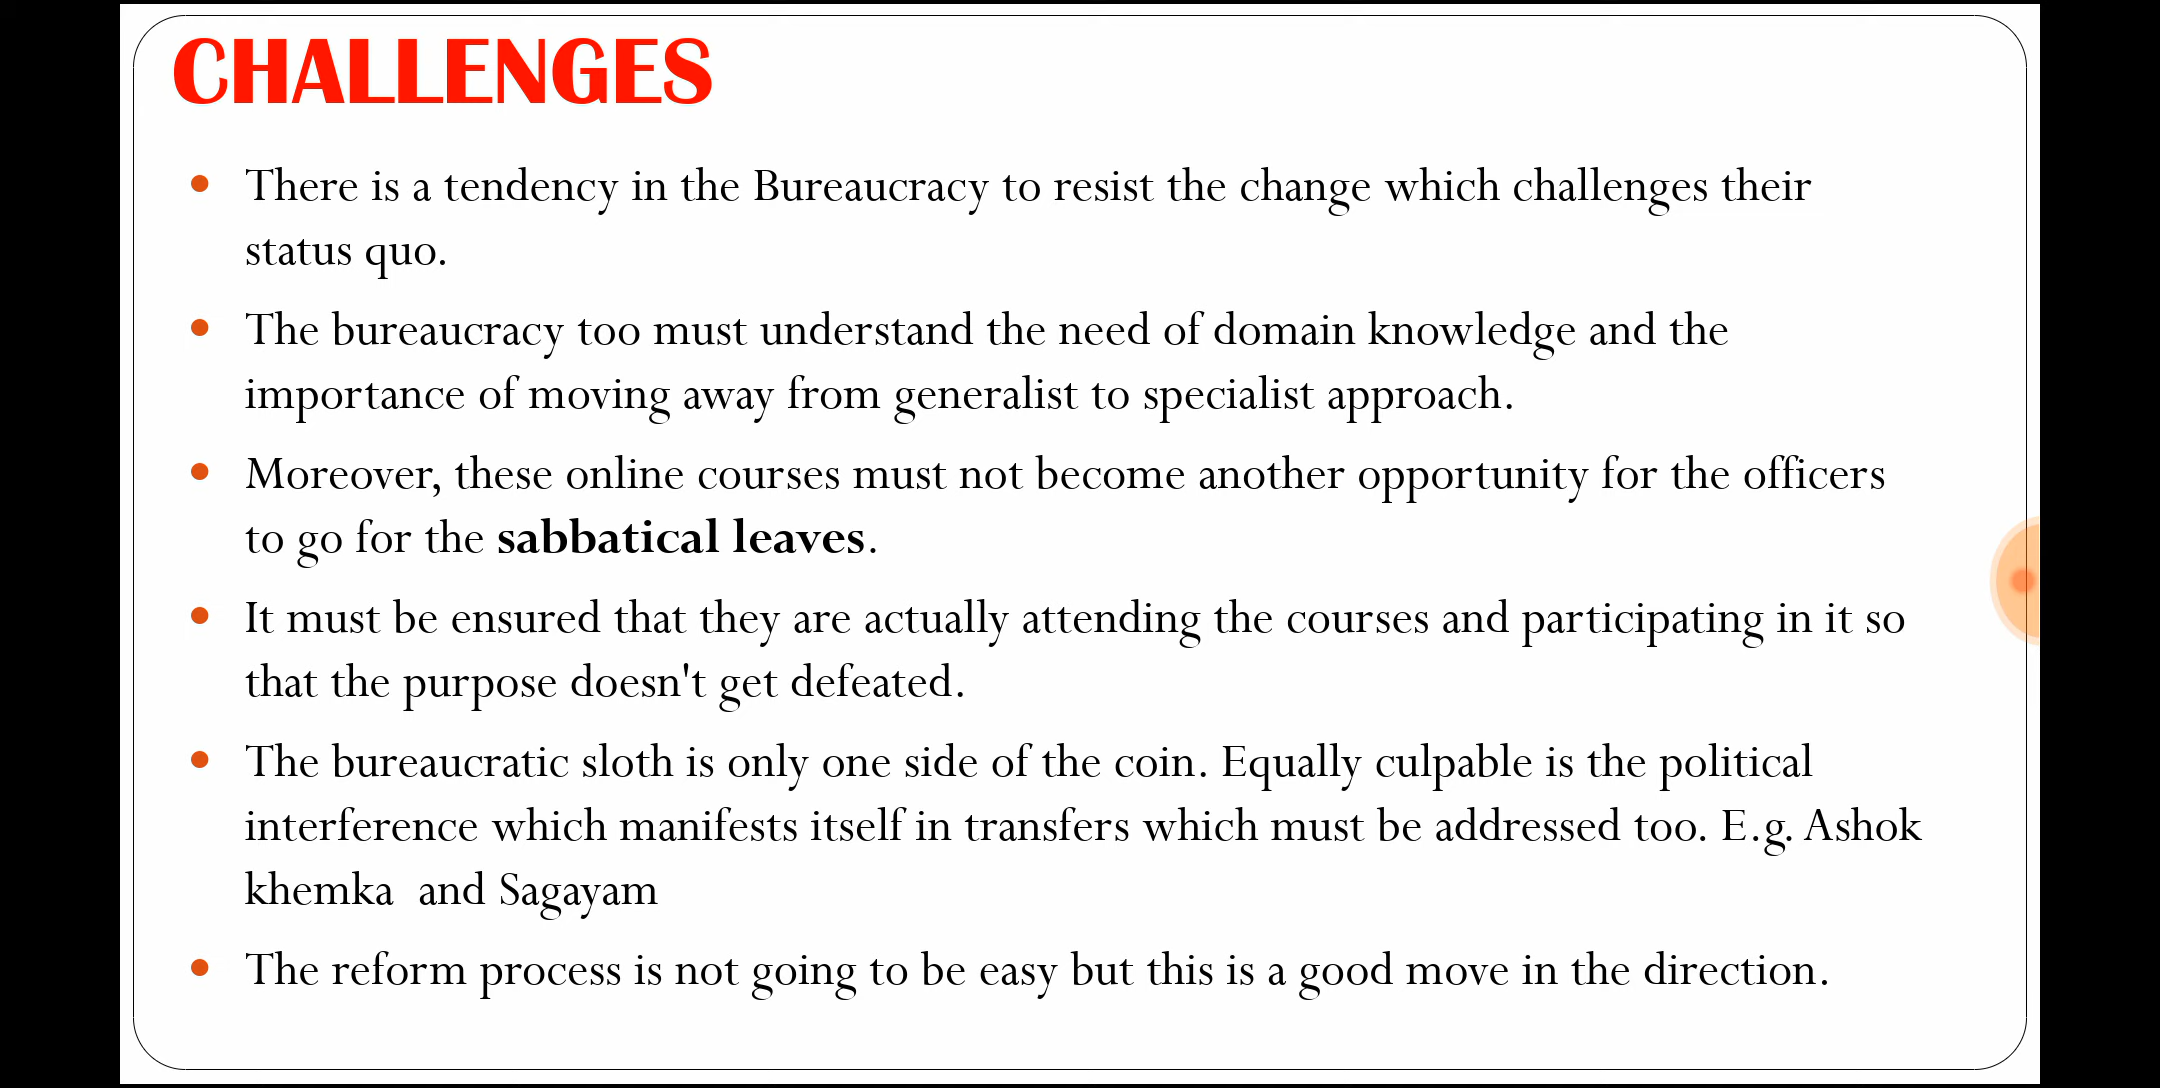 CHALLENGES
• There is a tendency in the Bureaucracy to resist the change which challenges their
status quo.
• The bureaucracy too must understand the need of domain knowledge and the
importance of moving away from generalist to specialist approach.
• Moreover, these online courses must not become another opportunity for the officers
to go for the sabbatical leaves.
• It must be ensured that they are actually attending the courses and participating in it so
that the purpose doesn't get defeated.
• The bureaucratic sloth is only one side of the coin. Equally culpable is the political
interference which manifests itself in transfers which must be addressed too. E.g. Ashok
khemka and Sagayam
• The reform process is not going to be easy but this is a good move in the direction.